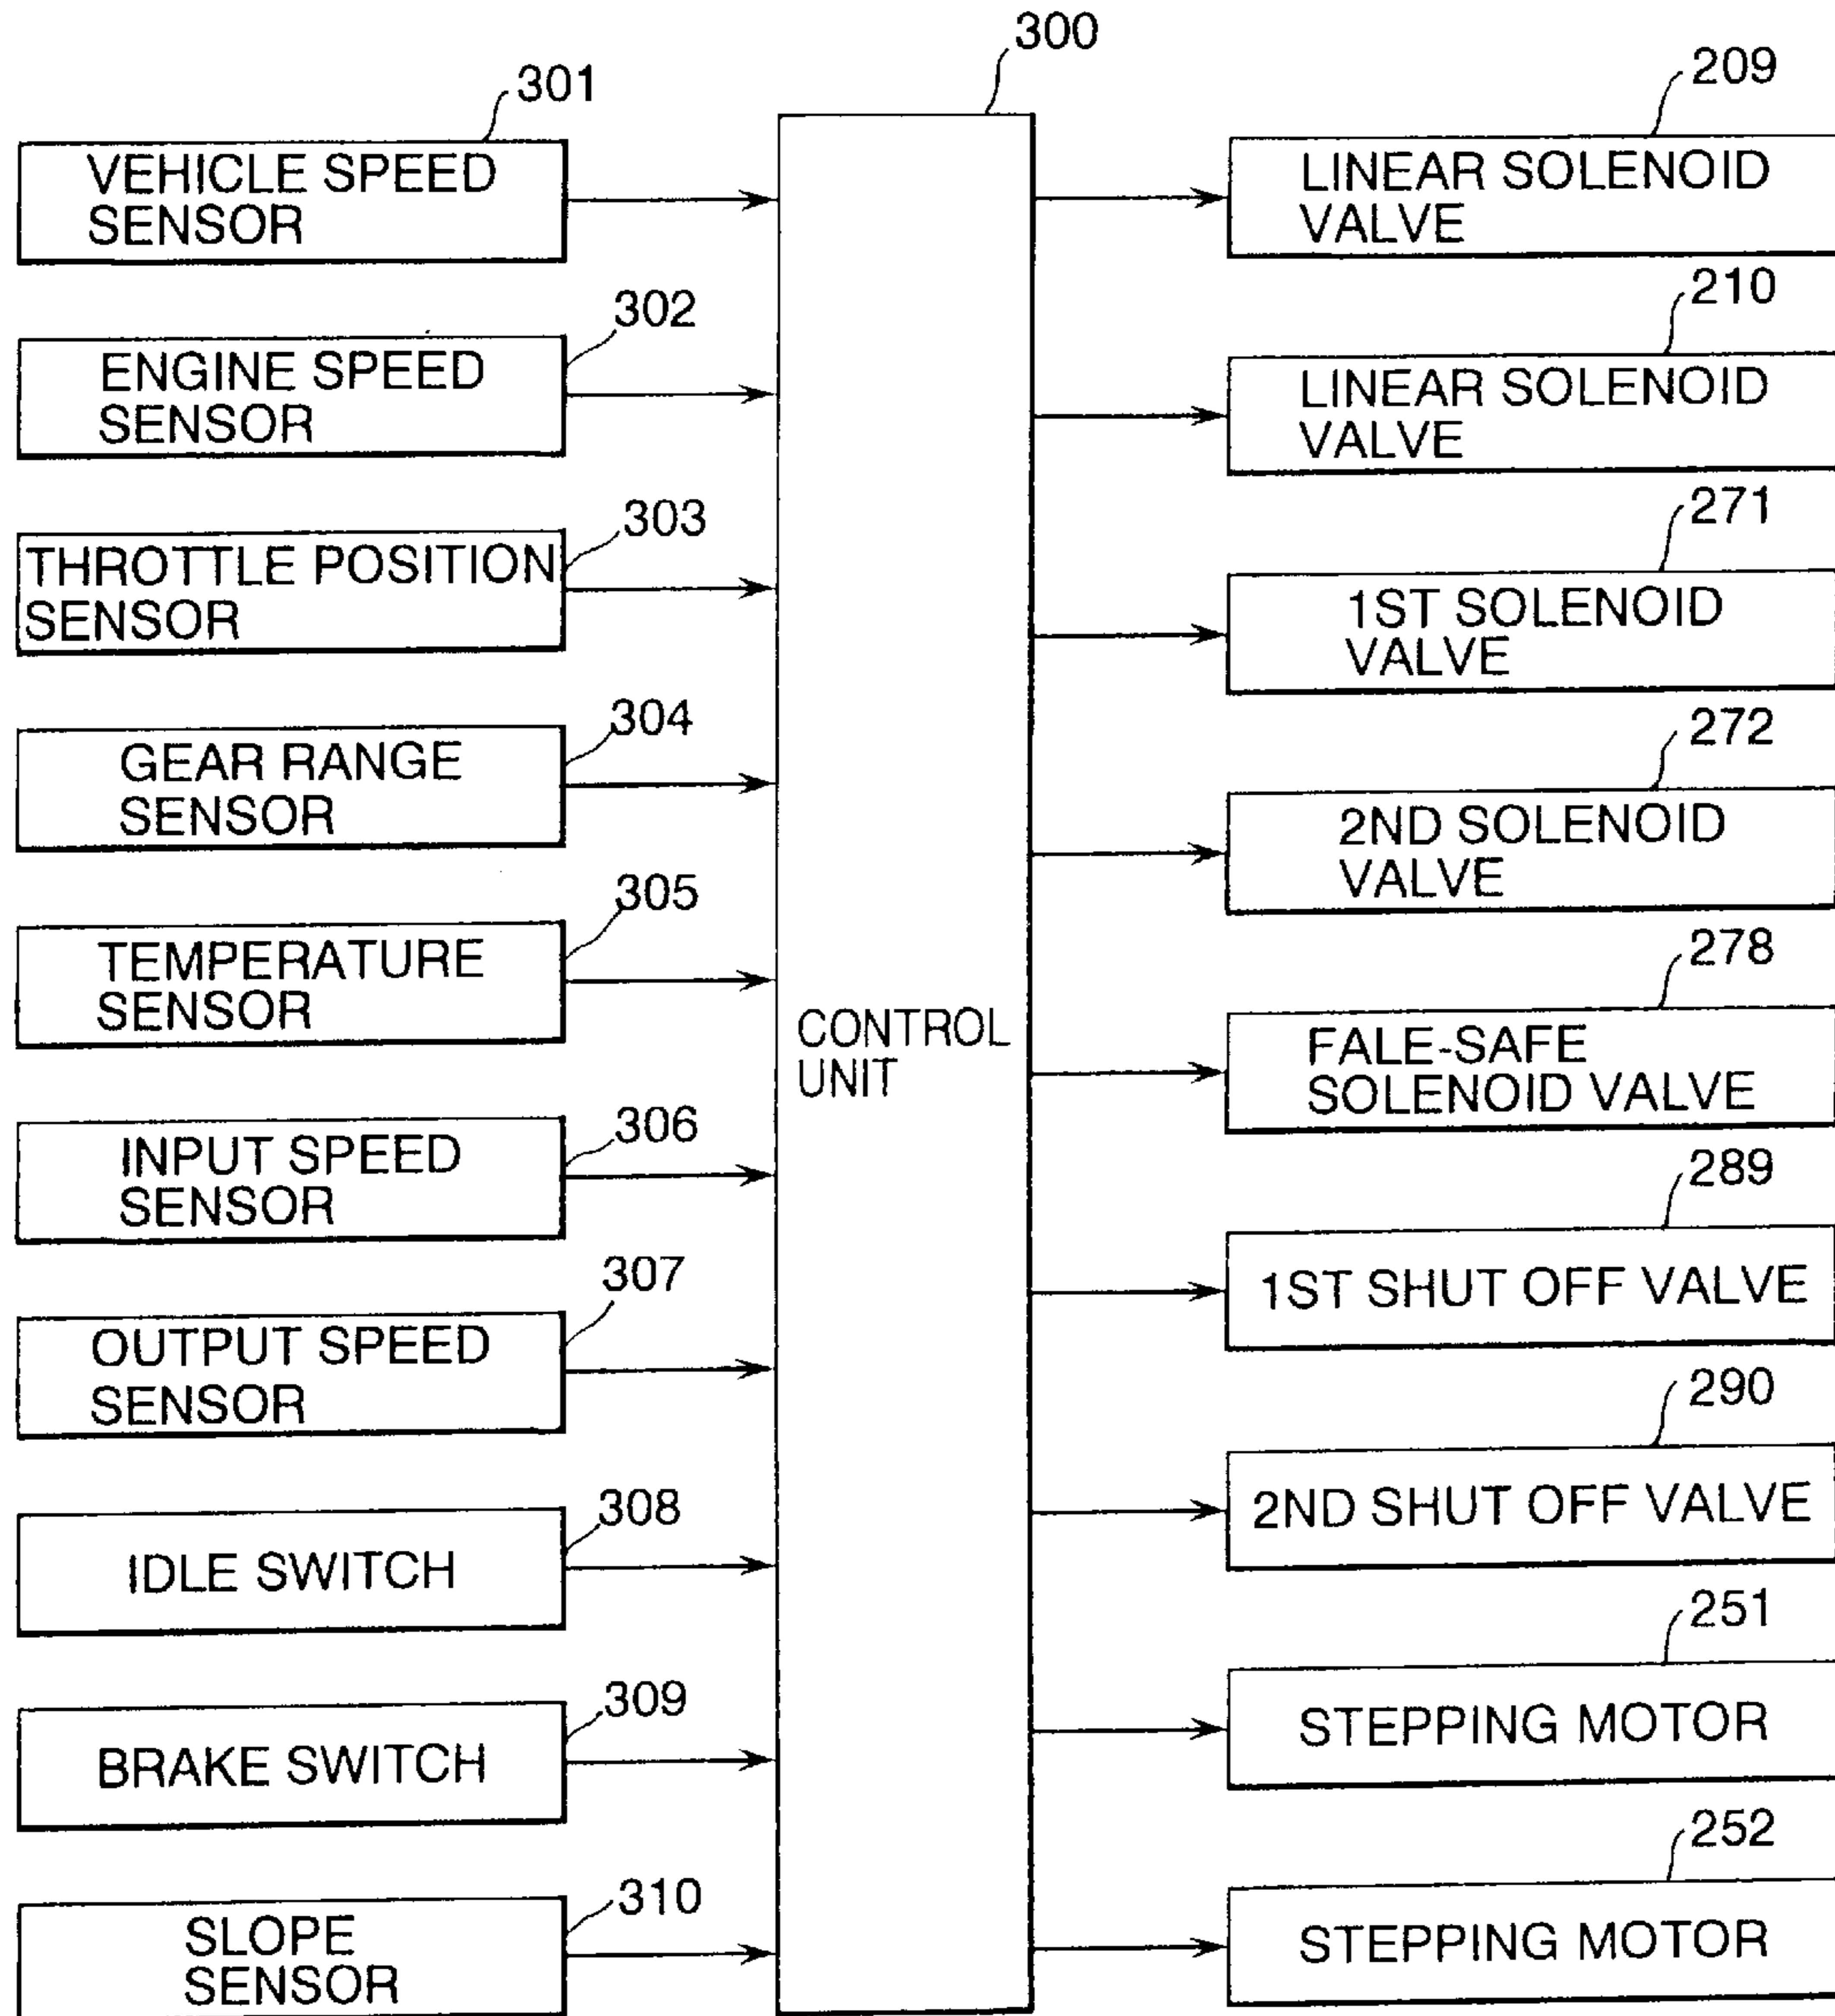 300
301
VEHICLE SPEED
SENSOR
302
ENGINE SPEED
SENSOR
303
THROTTLE POSITION
SENSOR
304
GEAR RANGE
SENSOR
305
TEMPERATURE
SENSOR
306
INPUT SPEED
SENSOR
307
OUTPUT SPEED
SENSOR
308
IDLE SWITCH
309
BRAKE SWITCH
310
SLOPE
SENSOR
CONTROL
UNIT
209
LINEAR SOLENOID
VALVE
210
LINEAR SOLENOID
VALVE
271
1ST SOLENOID
VALVE
272
2ND SOLENOID
VALVE
278
FALE-SAFE
SOLENOID VALVE
289
1ST SHUT OFF VALVE
290
2ND SHUT OFF VALVE
251
STEPPING MOTOR
252
STEPPING MOTOR